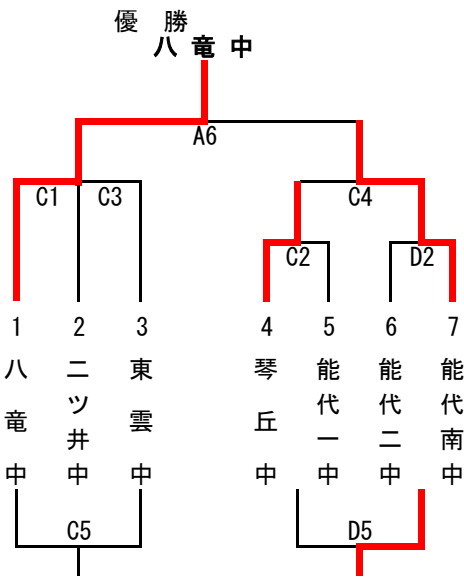 優 勝
八 竜 中
A6
C1 C3 C4
C2 D2
1 2 3 4 5 6 7
八竜中
二ツ井中
東雲中
琴丘中
能代一中
能代二中
能代南中
C5 D5